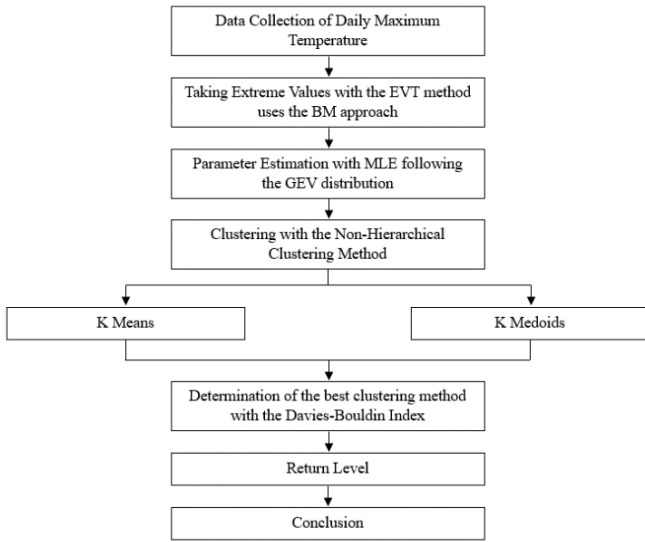 Data Collection of Daily Maximum
Temperature
Taking Extreme Values with the EVT method
uses the BM approach
Parameter Estimation with MLE following
the GEV distribution
Clustering with the Non-Hierarchical
Clustering Method
K Means
K Medoids
Determination of the best clustering method
with the Davies-Bouldin Index
Return Level
Conclusion